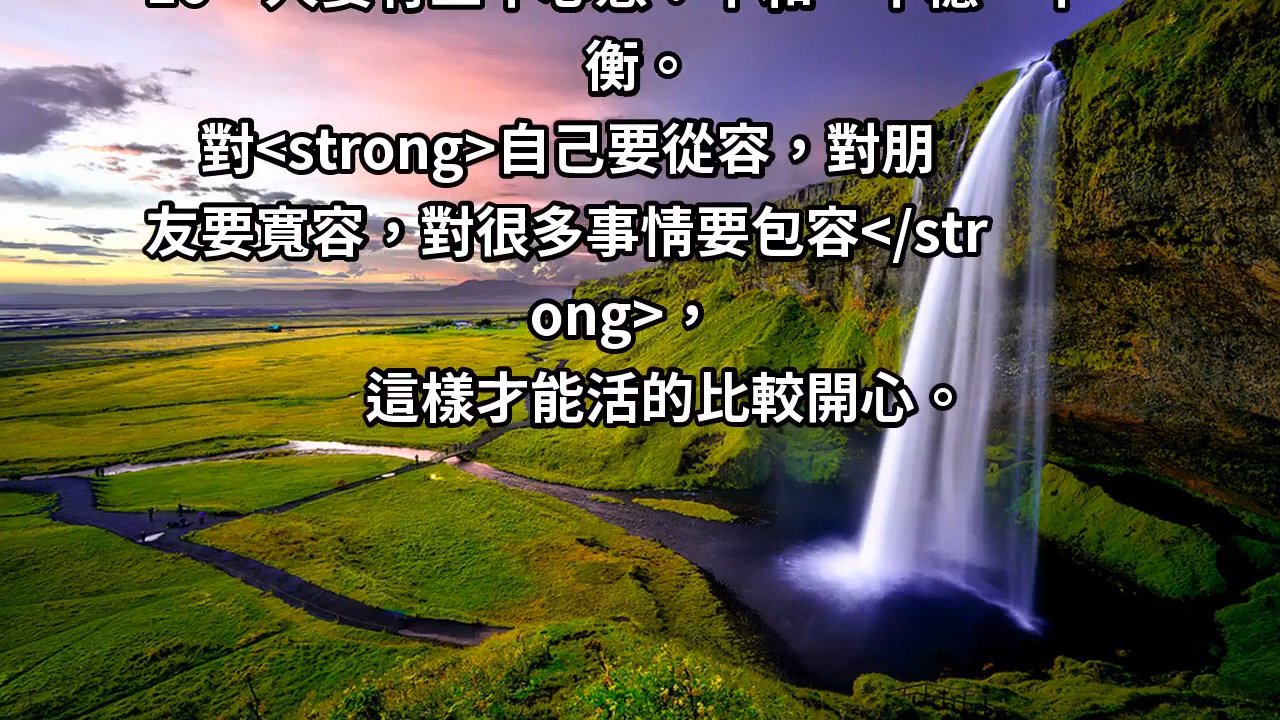 衡。
對<strong>自己要從容，對朋
友要寬容，對很多事情要包容</str
ong>，
這樣才能活的比較開心。